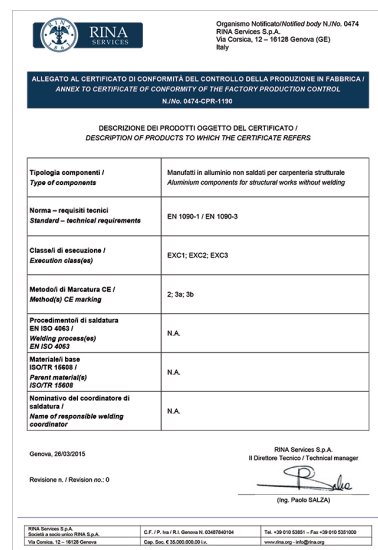 RINA
SERVICES
Organismo Notificato/Notified body N./No. 0474
RINA Services S.p.A.
Via Corsica, 12 – 16128 Genova (GE)
Italy
ALLEGATO AL CERTIFICATO DI CONFORMITÀ DEL CONTROLLO DELLA PRODUZIONE IN FABBRICA /
ANNEX TO CERTIFICATE OF CONFORMITY OF THE FACTORY PRODUCTION CONTROL
N./No. 0474-CPR-1190
DESCRIZIONE DEI PRODOTTI OGGETTO DEL CERTIFICATO /
DESCRIPTION OF PRODUCTS TO WHICH THE CERTIFICATE REFERS
Tipologia componenti /
Type of components
Manufatti in alluminio non saldati per carpenteria strutturale
Aluminium components for structural works without welding
Norma – requisiti tecnici
Standard – technical requirements
EN 1090-1 / EN 1090-3
Classe/i di esecuzione /
Execution class(es)
EXC1; EXC2; EXC3
Metodo/i di Marcatura CE /
Method(s) CE marking
2; 3a; 3b
Procedimento/i di saldatura
EN ISO 4063 /
Welding process(es)
EN ISO 4063
N.A.
Materiale/i base
ISO/TR 15608 /
Parent material(s)
ISO/TR 15608
N.A.
Nominativo del coordinatore di
saldatura /
Name of responsible welding
coordinator
N.A.
Genova, 26/03/2015
Revisione n. / Revision no.: 0
RINA Services S.p.A.
Il Direttore Tecnico / Technical manager
(Ing. Paolo SALZA)
RINA Services S.p.A.
Società a socio unico RINA S.p.A.
Via Corsica, 12 – 16128 Genova
C.F. / P. Iva / R.I. Genova N. 03487840104
Cap. Soc. € 35.000.000,00 i.v.
Tel. +39 010 53851 – Fax +39 010 5351000
www.rina.org - info@rina.org